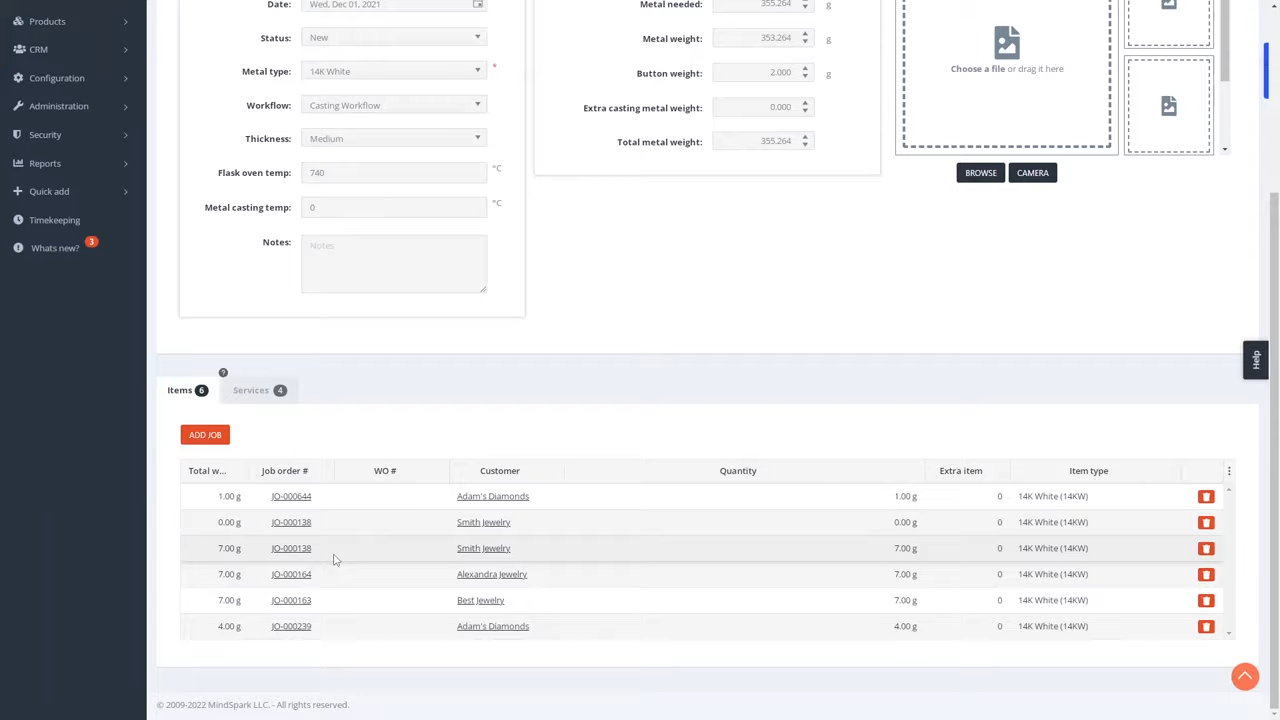 Products
CRM
Configuration
Administration
Security
Reports
Quick add
Timekeeping
Whats new? 3
Date: Wed, Dec 01, 2021
Status: New
Metal type: 14K White *
Workflow: Casting Workflow
Thickness: Medium
Flask oven temp: 740 °C
Metal casting temp: 0 °C
Notes: Notes
Metal needed: 355.264 g
Metal weight: 353.264 g
Button weight: 2.000 g
Extra casting metal weight: 0.000
Total metal weight: 355.264
Choose a file or drag it here
BROWSE CAMERA
Help
?
Items 6 Services 4
ADD JOB
Total w... Job order # WO # Customer Quantity Extra item Item type
1.00 g JO-000644 Adam's Diamonds 1.00 g 0 14K White (14KW)
0.00 g JO-000138 Smith Jewelry 0.00 g 0 14K White (14KW)
7.00 g JO-000138 Smith Jewelry 7.00 g 0 14K White (14KW)
7.00 g JO-000164 Alexandra Jewelry 7.00 g 0 14K White (14KW)
7.00 g JO-000163 Best Jewelry 7.00 g 0 14K White (14KW)
4.00 g JO-000239 Adam's Diamonds 4.00 g 0 14K White (14KW)
© 2009-2022 MindSpark LLC. - All rights reserved.